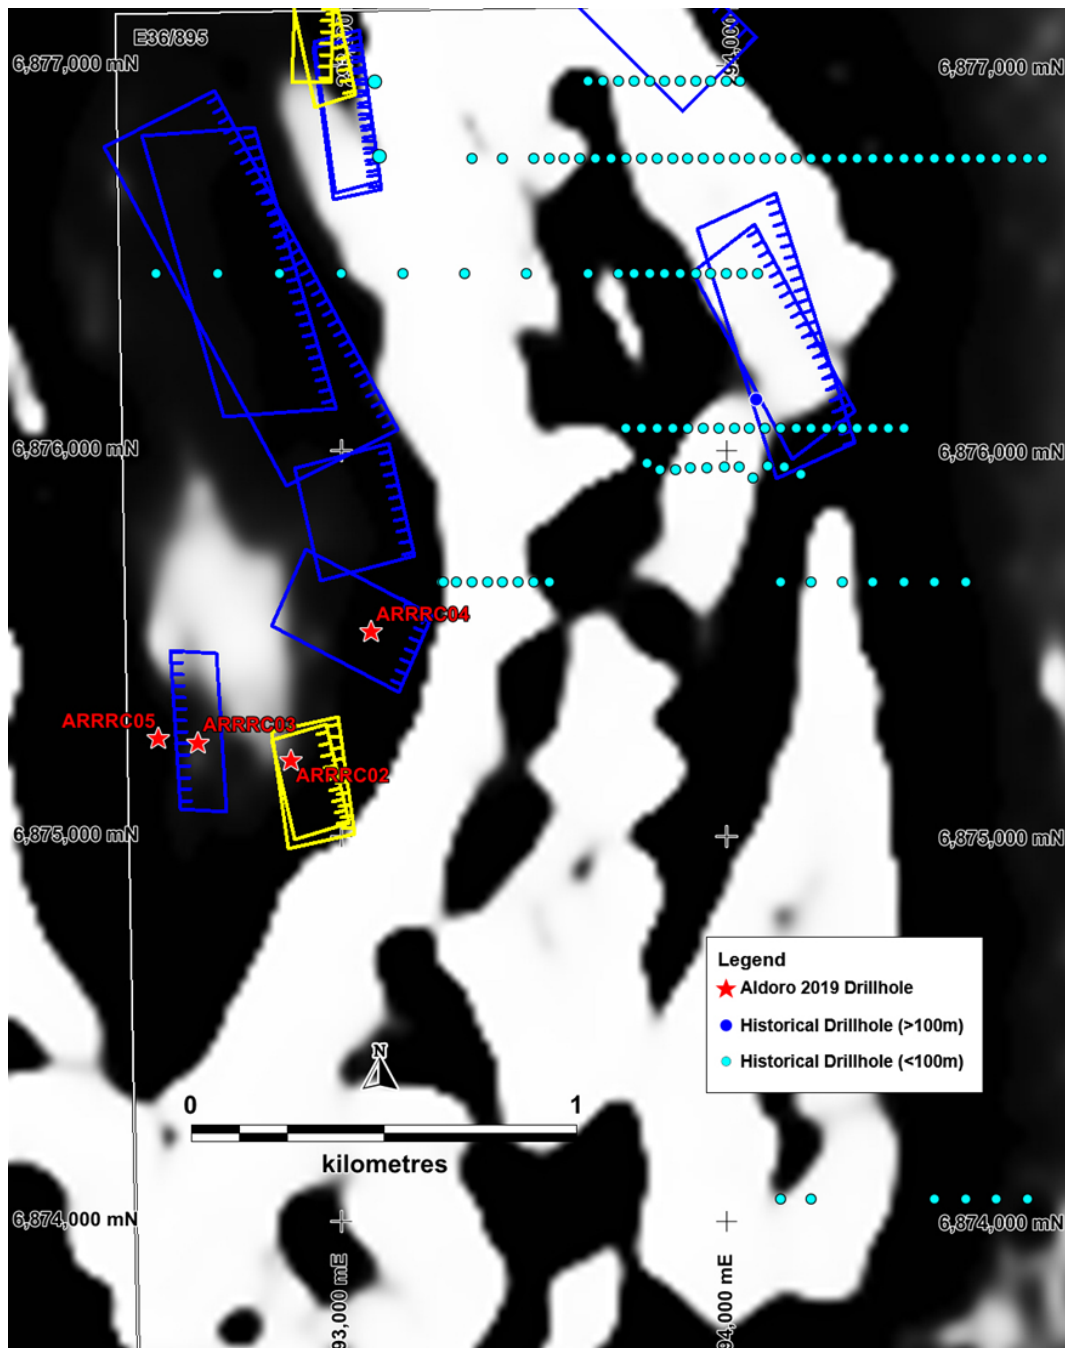 E36/895
6,877,000 mN
94,000
6,877,000 mN
6,876,000 mN
6,876,000 mN
ARRRC04
ARRRC05
ARRRC03
ARRRC02
6,875,000 mN
6,875,000 mN
Legend
Aldoro 2019 Drillhole
Historical Drillhole (>100m)
Historical Drillhole (<100m)
N
0
1
kilometres
6,874,000 mN
6,874,000 mN
93,000 mE
94,000 mE